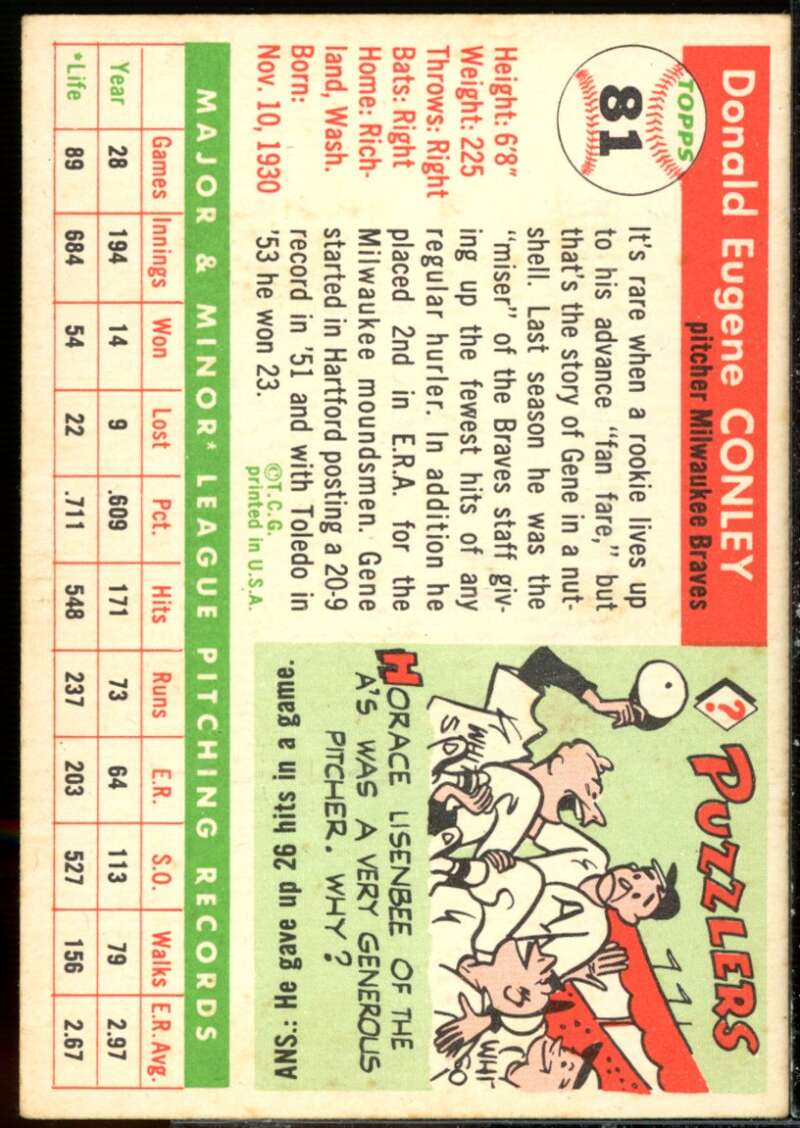 Donald Eugene CONLEY
pitcher Milwaukee Braves
TOPPS
81
Height: 6'8"
Weight: 225
Throws: Right
Bats: Right
Home: Rich-
land, Wash.
Born:
Nov. 10, 1930
It's rare when a rookie lives up
to his advance "fan fare," but
that's the story of Gene in a nut-
shell. Last season he was the
"miser" of the Braves staff giv-
ing up the fewest hits of any
regular hurler. In addition he
placed 2nd in E.R.A. for the
Milwaukee moundsmen. Gene
started in Hartford posting a 20-9
record in '51 and with Toledo in
'53 he won 23.
©T.C.G.
printed in U.S.A.
?
PUZZLERS
A
HORACE LISENBEE OF THE
A'S WAS A VERY GENEROUS
PITCHER. WHY?
ANS.: He gave up 26 hits in a game.
MAJOR & MINOR* LEAGUE PITCHING RECORDS
Games Innings Won Lost Pct. Hits Runs E.R. S.O. Walks E.R. Avg.
Year 28 194 14 9 .609 171 73 64 113 79 2.97
*Life 89 684 54 22 .711 548 237 203 527 156 2.67